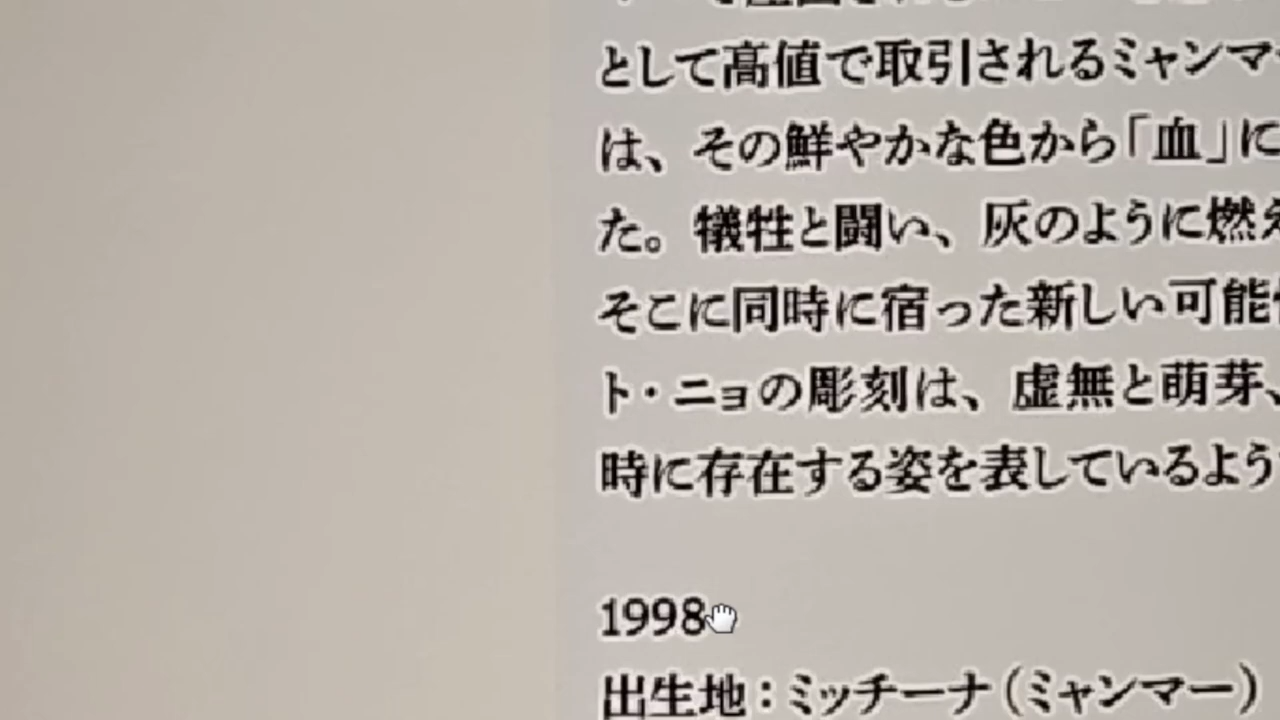 として高値で取引されるミャンマー
は、その鮮やかな色から「血」に
た。犠牲と闘い、灰のように燃え
そこに同時に宿った新しい可能性
ト・ニョの彫刻は、虚無と萌芽、
時に存在する姿を表しているよう
1998
出生地：ミッチーナ（ミャンマー）